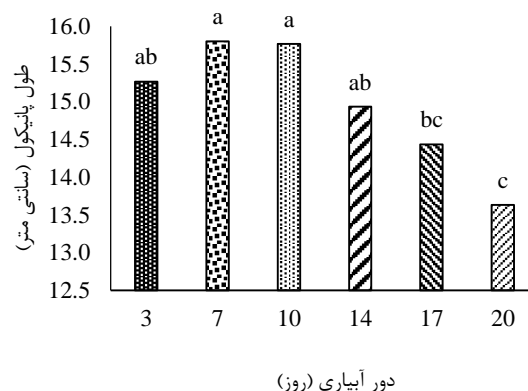 طول پانیکول (سانتی متر)
16.0
15.5
15.0
14.5
14.0
13.5
13.0
12.5
ab
a
a
ab
bc
c
3 7 10 14 17 20
دور آبیاری (روز)